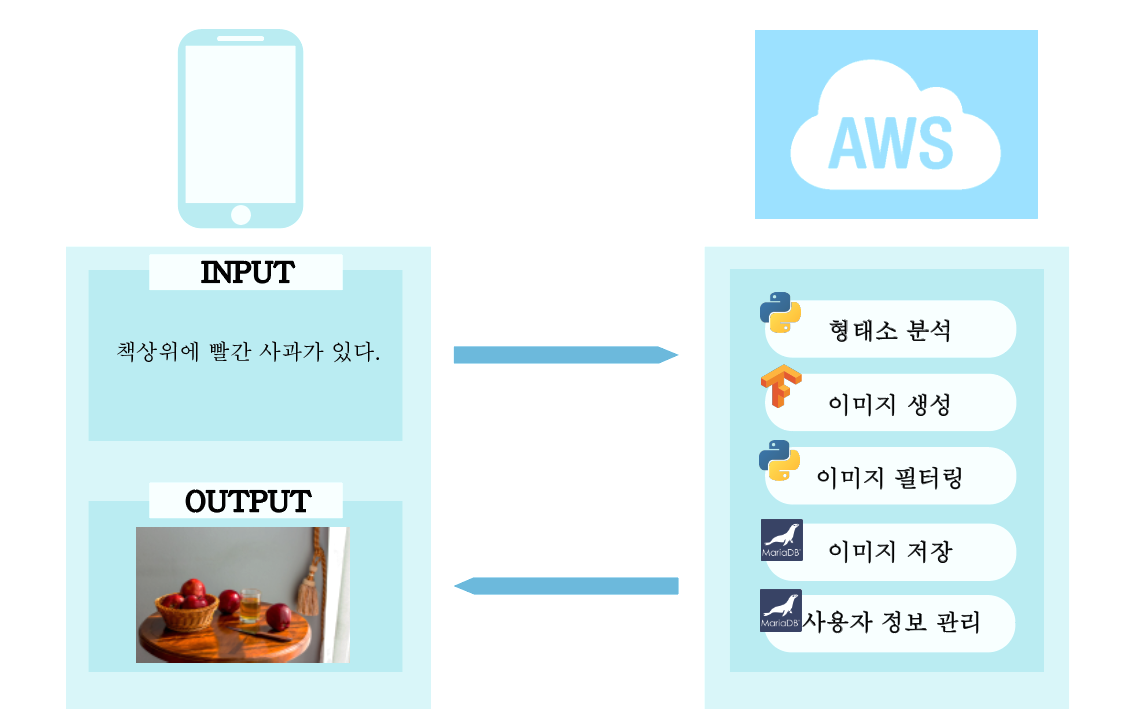 AWS
INPUT
책상위에 빨간 사과가 있다.
OUTPUT
형태소 분석
이미지 생성
이미지 필터링
MariaDB
이미지 저장
MariaDB
사용자 정보 관리